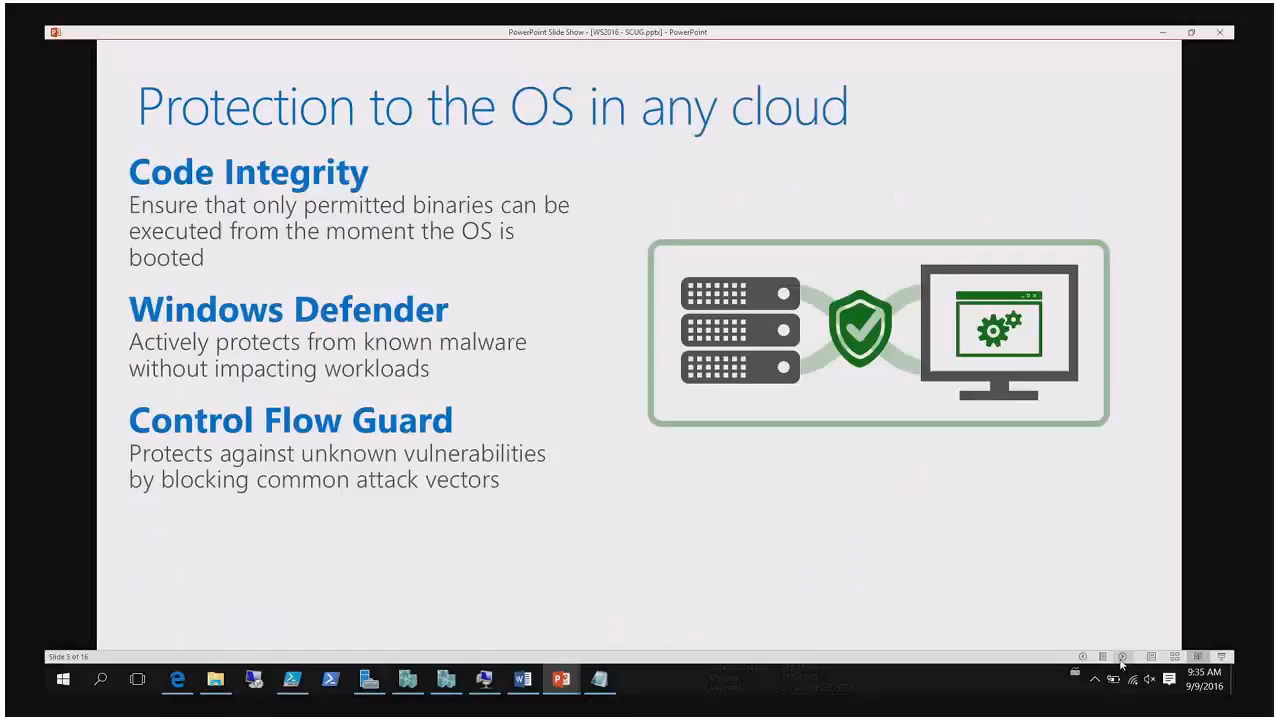 PowerPoint Slide Show - [WS2016 - SCUG.pptx] - PowerPoint
Protection to the OS in any cloud
Code Integrity
Ensure that only permitted binaries can be
executed from the moment the OS is
booted
Windows Defender
Actively protects from known malware
without impacting workloads
Control Flow Guard
Protects against unknown vulnerabilities
by blocking common attack vectors
Slide 5 of 16
9:35 AM
9/9/2016